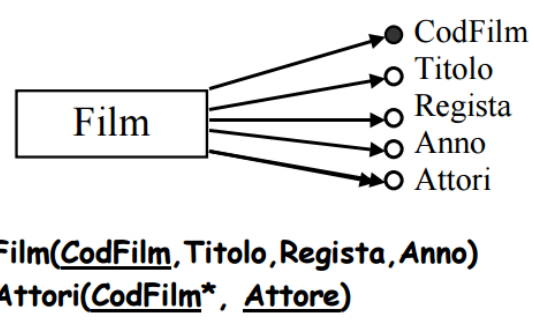 CodFilm
Titolo
Film
Regista
Anno
Attori
Film(CodFilm,Titolo,Regista,Anno)
Attori(CodFilm*, Attore)